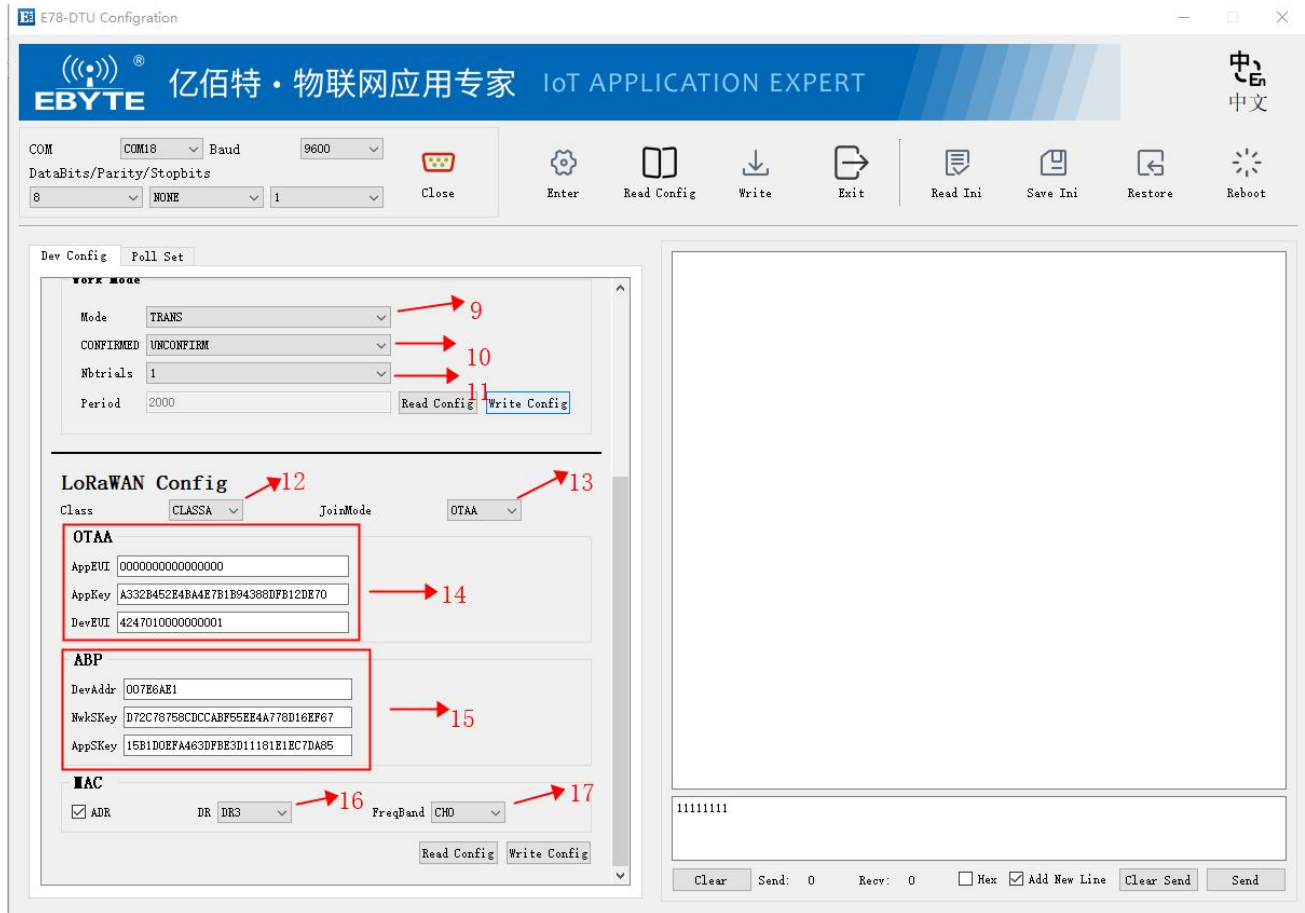 E78-DTU Configration
((·)) ®
EBYTE
亿佰特·物联网应用专家 IoT APPLICATION EXPERT
中 En
中文
COM COM18 Baud 9600
DataBits/Parity/Stopbits
8 NONE 1
Close
Enter
Read Config
Write
Exit
Read Ini
Save Ini
Restore
Reboot
Dev Config Poll Set
Work Mode
Mode TRANS 9
CONFIRMED UNCONFIRM 10
Nbtrials 1 11
Period 2000 Read Config Write Config
LoRaWAN Config 12 13
Class CLASSA JoinMode OTAA
OTAA
AppEUI 0000000000000000
AppKey A332B452E4BA4E7B1B94388DFB12DE70 14
DevEUI 4247010000000001
ABP
DevAddr 007E6AE1
NwkSKey D72C78758CDCCABF55EE4A778D16EF67 15
AppSKey 15B1D0EFA463DFBE3D11181E1EC7DA85
MAC
ADR DR DR3 16 FreqBand CH0 17
Read Config Write Config
11111111
Clear Send: 0 Recv: 0 Hex Add New Line Clear Send Send